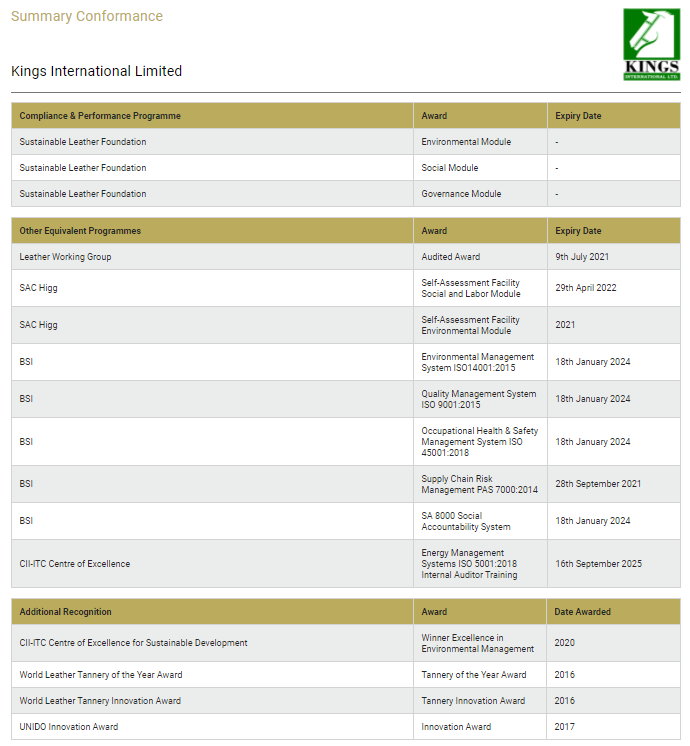 Summary Conformance
KINGS
INTERNATIONAL LTD.
Kings International Limited
Compliance & Performance Programme Award Expiry Date
Sustainable Leather Foundation Environmental Module -
Sustainable Leather Foundation Social Module -
Sustainable Leather Foundation Governance Module -
Other Equivalent Programmes Award Expiry Date
Leather Working Group Audited Award 9th July 2021
SAC Higg Self-Assessment Facility 29th April 2022
Social and Labor Module
SAC Higg Self-Assessment Facility 2021
Environmental Module
BSI Environmental Management 18th January 2024
System ISO14001:2015
BSI Quality Management System 18th January 2024
ISO 9001:2015
BSI Occupational Health & Safety 18th January 2024
Management System ISO
45001:2018
BSI Supply Chain Risk 28th September 2021
Management PAS 7000:2014
BSI SA 8000 Social 18th January 2024
Accountability System
CII-ITC Centre of Excellence Energy Management 16th September 2025
Systems ISO 5001:2018
Internal Auditor Training
Additional Recognition Award Date Awarded
CII-ITC Centre of Excellence for Sustainable Development Winner Excellence in 2020
Environmental Management
World Leather Tannery of the Year Award Tannery of the Year Award 2016
World Leather Tannery Innovation Award Tannery Innovation Award 2016
UNIDO Innovation Award Innovation Award 2017